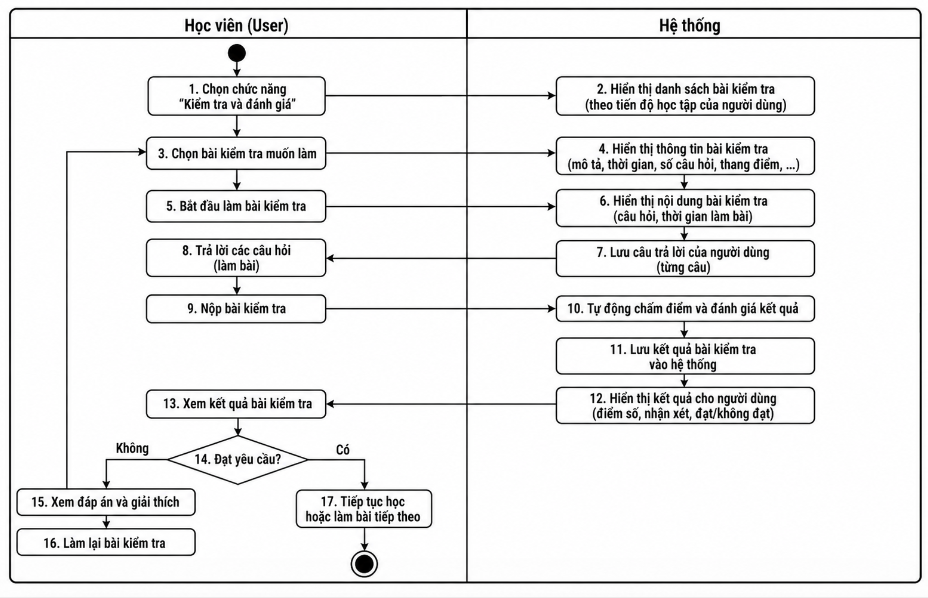 Học viên (User)
Hệ thống
1. Chọn chức năng
“Kiểm tra và đánh giá”
2. Hiển thị danh sách bài kiểm tra
(theo tiến độ học tập của người dùng)
3. Chọn bài kiểm tra muốn làm
4. Hiển thị thông tin bài kiểm tra
(mô tả, thời gian, số câu hỏi, thang điểm, ...)
5. Bắt đầu làm bài kiểm tra
6. Hiển thị nội dung bài kiểm tra
(câu hỏi, thời gian làm bài)
8. Trả lời các câu hỏi
(làm bài)
7. Lưu câu trả lời của người dùng
(từng câu)
9. Nộp bài kiểm tra
10. Tự động chấm điểm và đánh giá kết quả
11. Lưu kết quả bài kiểm tra
vào hệ thống
13. Xem kết quả bài kiểm tra
12. Hiển thị kết quả cho người dùng
(điểm số, nhận xét, đạt/không đạt)
Không
14. Đạt yêu cầu?
Có
15. Xem đáp án và giải thích
17. Tiếp tục học
hoặc làm bài tiếp theo
16. Làm lại bài kiểm tra